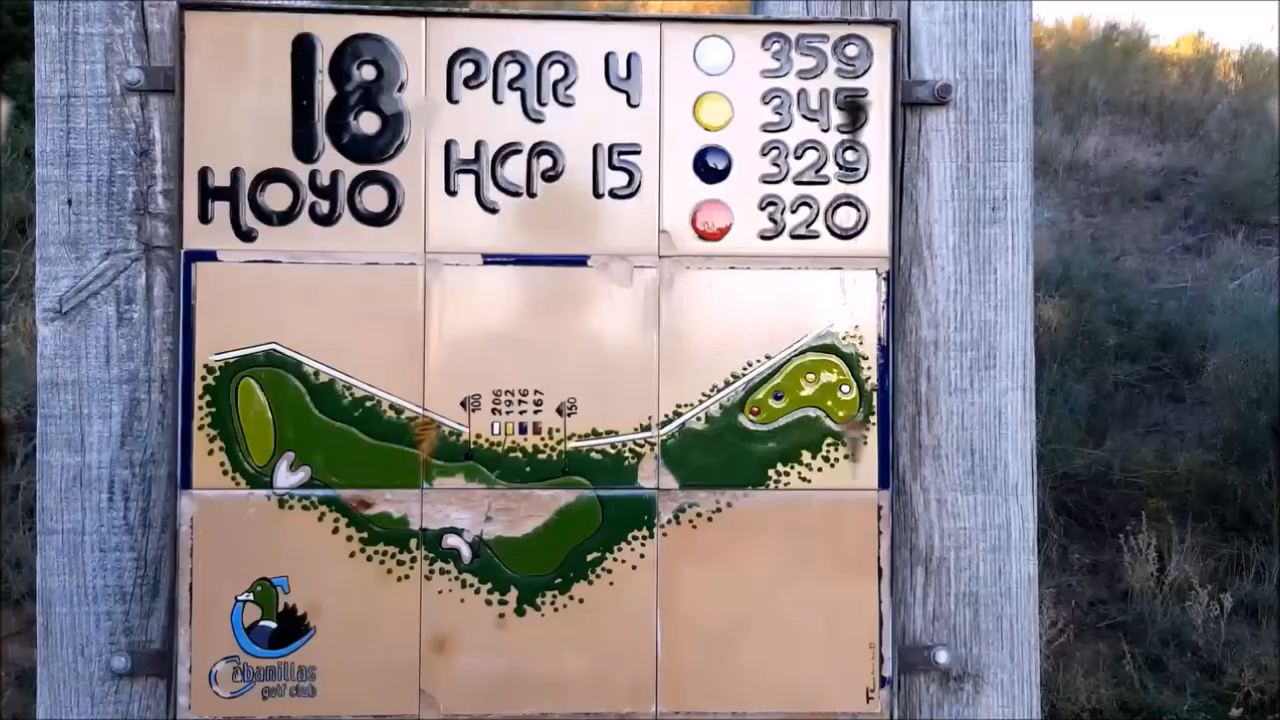 18
HOYO
PAR 4
HCP 15
359
345
329
320
100
206
192
176
167
150
Cabanillas
golf club